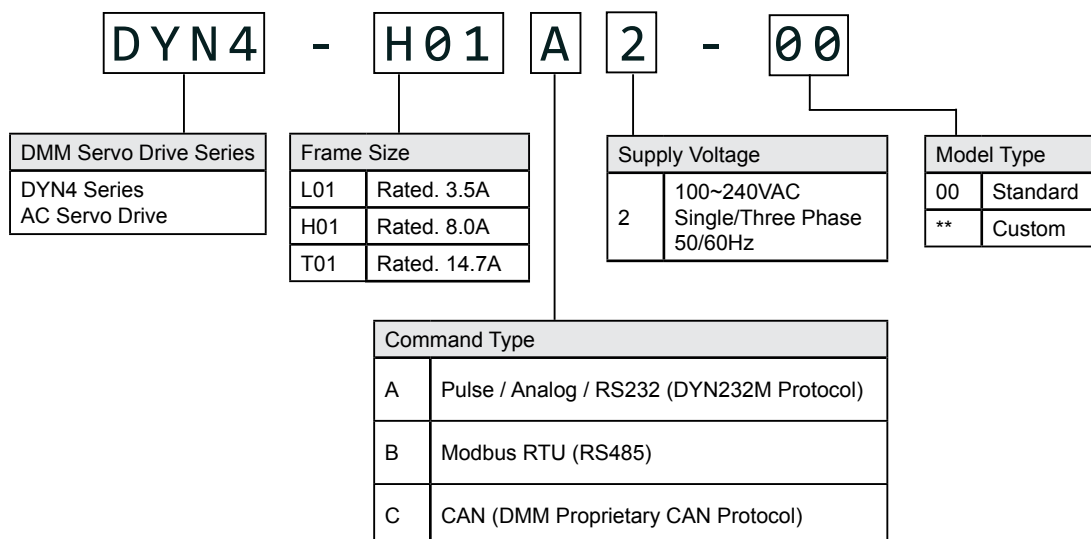 DYN4 - H01 A 2 - 00
DMM Servo Drive Series
DYN4 Series
AC Servo Drive
Frame Size
L01 Rated. 3.5A
H01 Rated. 8.0A
T01 Rated. 14.7A
Supply Voltage
2 100~240VAC
Single/Three Phase
50/60Hz
Model Type
00 Standard
** Custom
Command Type
A Pulse / Analog / RS232 (DYN232M Protocol)
B Modbus RTU (RS485)
C CAN (DMM Proprietary CAN Protocol)